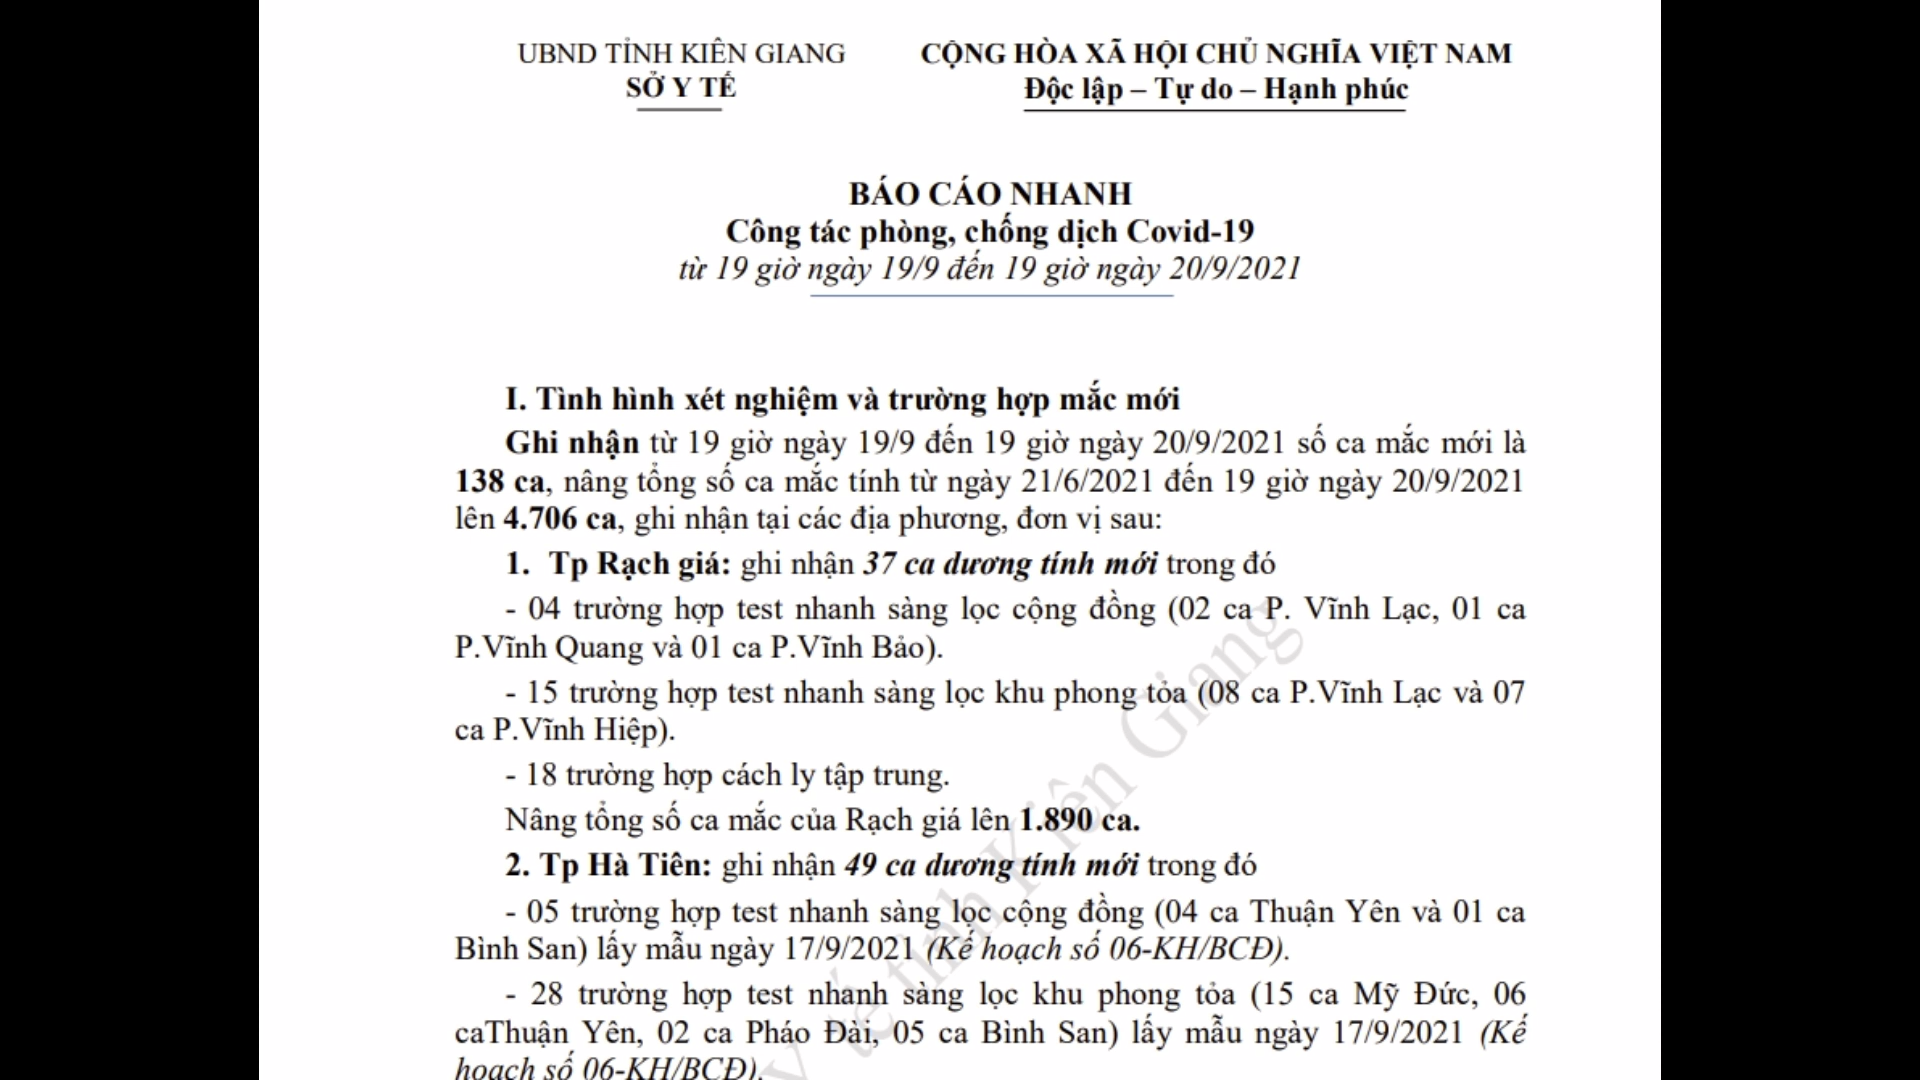 UBND TỈNH KIÊN GIANG
SỞ Y TẾ
CỘNG HÒA XÃ HỘI CHỦ NGHĨA VIỆT NAM
Độc lập – Tự do – Hạnh phúc
BÁO CÁO NHANH
Công tác phòng, chống dịch Covid-19
từ 19 giờ ngày 19/9 đến 19 giờ ngày 20/9/2021
I. Tình hình xét nghiệm và trường hợp mắc mới
Ghi nhận từ 19 giờ ngày 19/9 đến 19 giờ ngày 20/9/2021 số ca mắc mới là
138 ca, nâng tổng số ca mắc tính từ ngày 21/6/2021 đến 19 giờ ngày 20/9/2021
lên 4.706 ca, ghi nhận tại các địa phương, đơn vị sau:
1. Tp Rạch giá: ghi nhận 37 ca dương tính mới trong đó
- 04 trường hợp test nhanh sàng lọc cộng đồng (02 ca P. Vĩnh Lạc, 01 ca
P.Vĩnh Quang và 01 ca P.Vĩnh Bảo).
- 15 trường hợp test nhanh sàng lọc khu phong tỏa (08 ca P.Vĩnh Lạc và 07
ca P.Vĩnh Hiệp).
- 18 trường hợp cách ly tập trung.
Nâng tổng số ca mắc của Rạch giá lên 1.890 ca.
2. Tp Hà Tiên: ghi nhận 49 ca dương tính mới trong đó
- 05 trường hợp test nhanh sàng lọc cộng đồng (04 ca Thuận Yên và 01 ca
Bình San) lấy mẫu ngày 17/9/2021 (Kế hoạch số 06-KH/BCĐ).
- 28 trường hợp test nhanh sàng lọc khu phong tỏa (15 ca Mỹ Đức, 06
caThuận Yên, 02 ca Pháo Đài, 05 ca Bình San) lấy mẫu ngày 17/9/2021 (Kế
hoạch số 06-KH/BCĐ).
Y tế tỉnh Kiên Giang